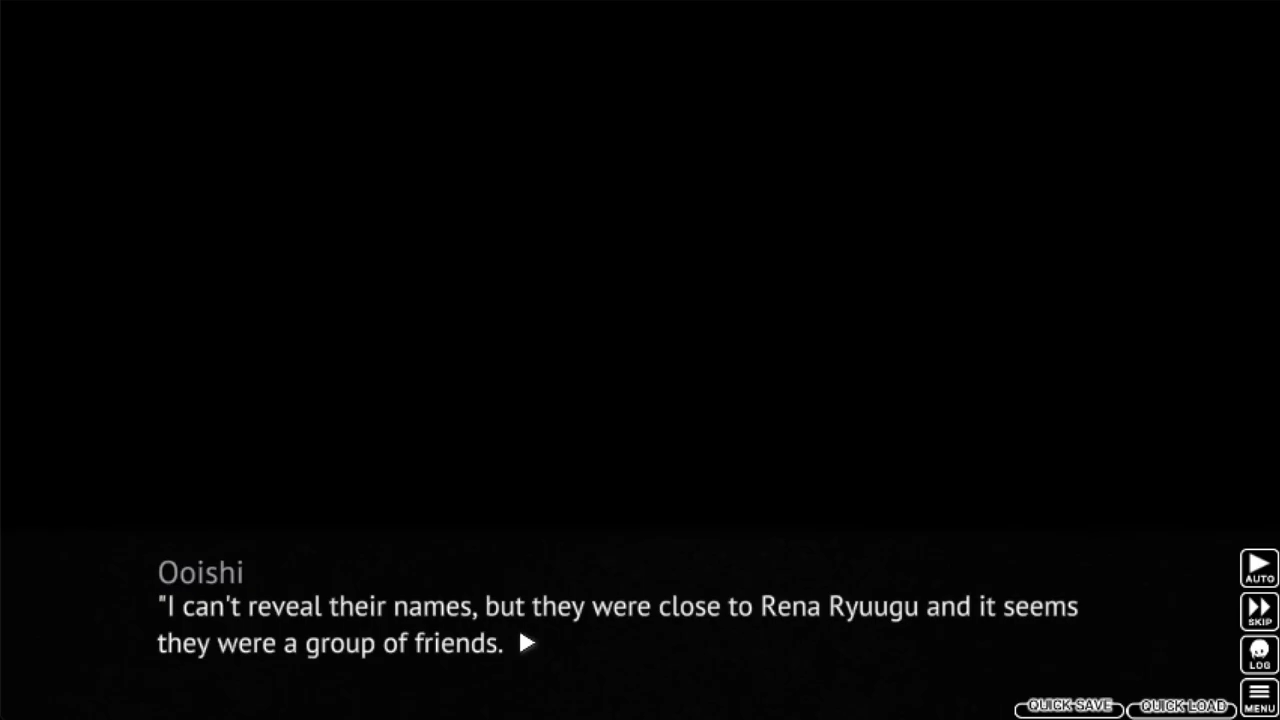 Ooishi
"I can't reveal their names, but they were close to Rena Ryuugu and it seems
they were a group of friends.
AUTO
SKIP
LOG
MENU
QUICK SAVE
QUICK LOAD